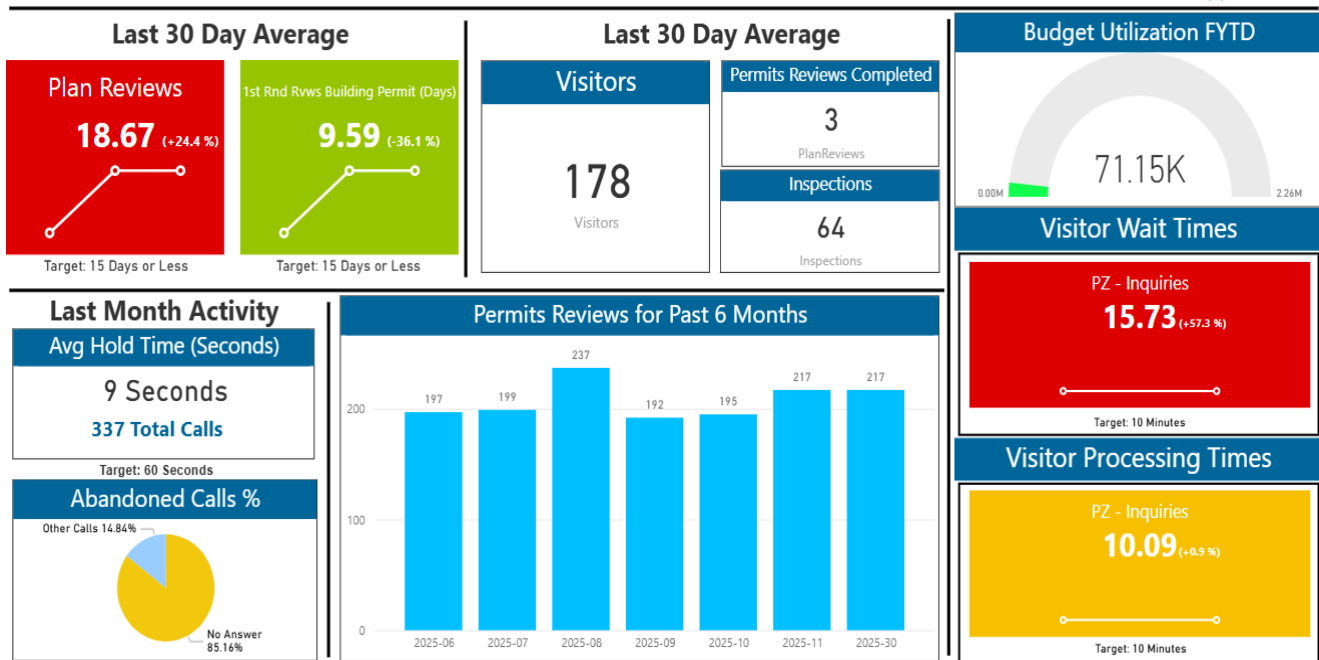 Last 30 Day Average
Plan Reviews
18.67 (+24.4 %)
Target: 15 Days or Less
1st Rnd Rvws Building Permit (Days)
9.59 (-36.1 %)
Target: 15 Days or Less
Last 30 Day Average
Visitors
178
Visitors
Permits Reviews Completed
3
PlanReviews
Inspections
64
Inspections
Budget Utilization FYTD
71.15K
0.00M
2.26M
Visitor Wait Times
PZ - Inquiries
15.73 (+57.3 %)
Target: 10 Minutes
Visitor Processing Times
PZ - Inquiries
10.09 (+0.9 %)
Target: 10 Minutes
Last Month Activity
Avg Hold Time (Seconds)
9 Seconds
337 Total Calls
Target: 60 Seconds
Abandoned Calls %
Other Calls 14.84%
No Answer
85.16%
Permits Reviews for Past 6 Months
200
100
0
197
199
237
192
195
217
217
2025-06
2025-07
2025-08
2025-09
2025-10
2025-11
2025-30